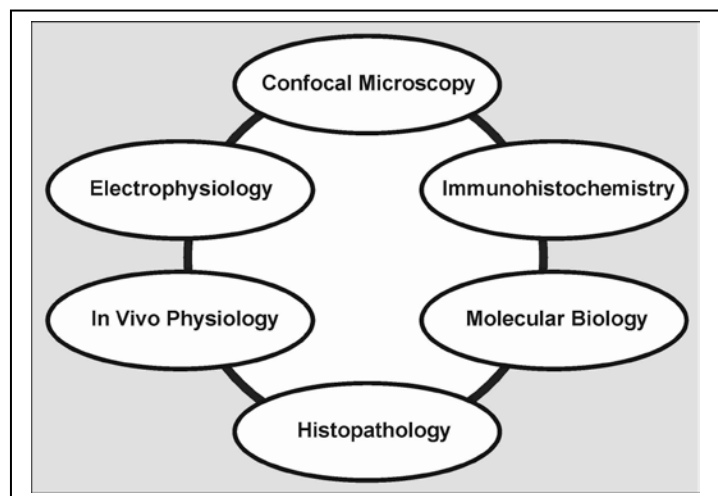 Confocal Microscopy
Electrophysiology
Immunohistochemistry
In Vivo Physiology
Molecular Biology
Histopathology